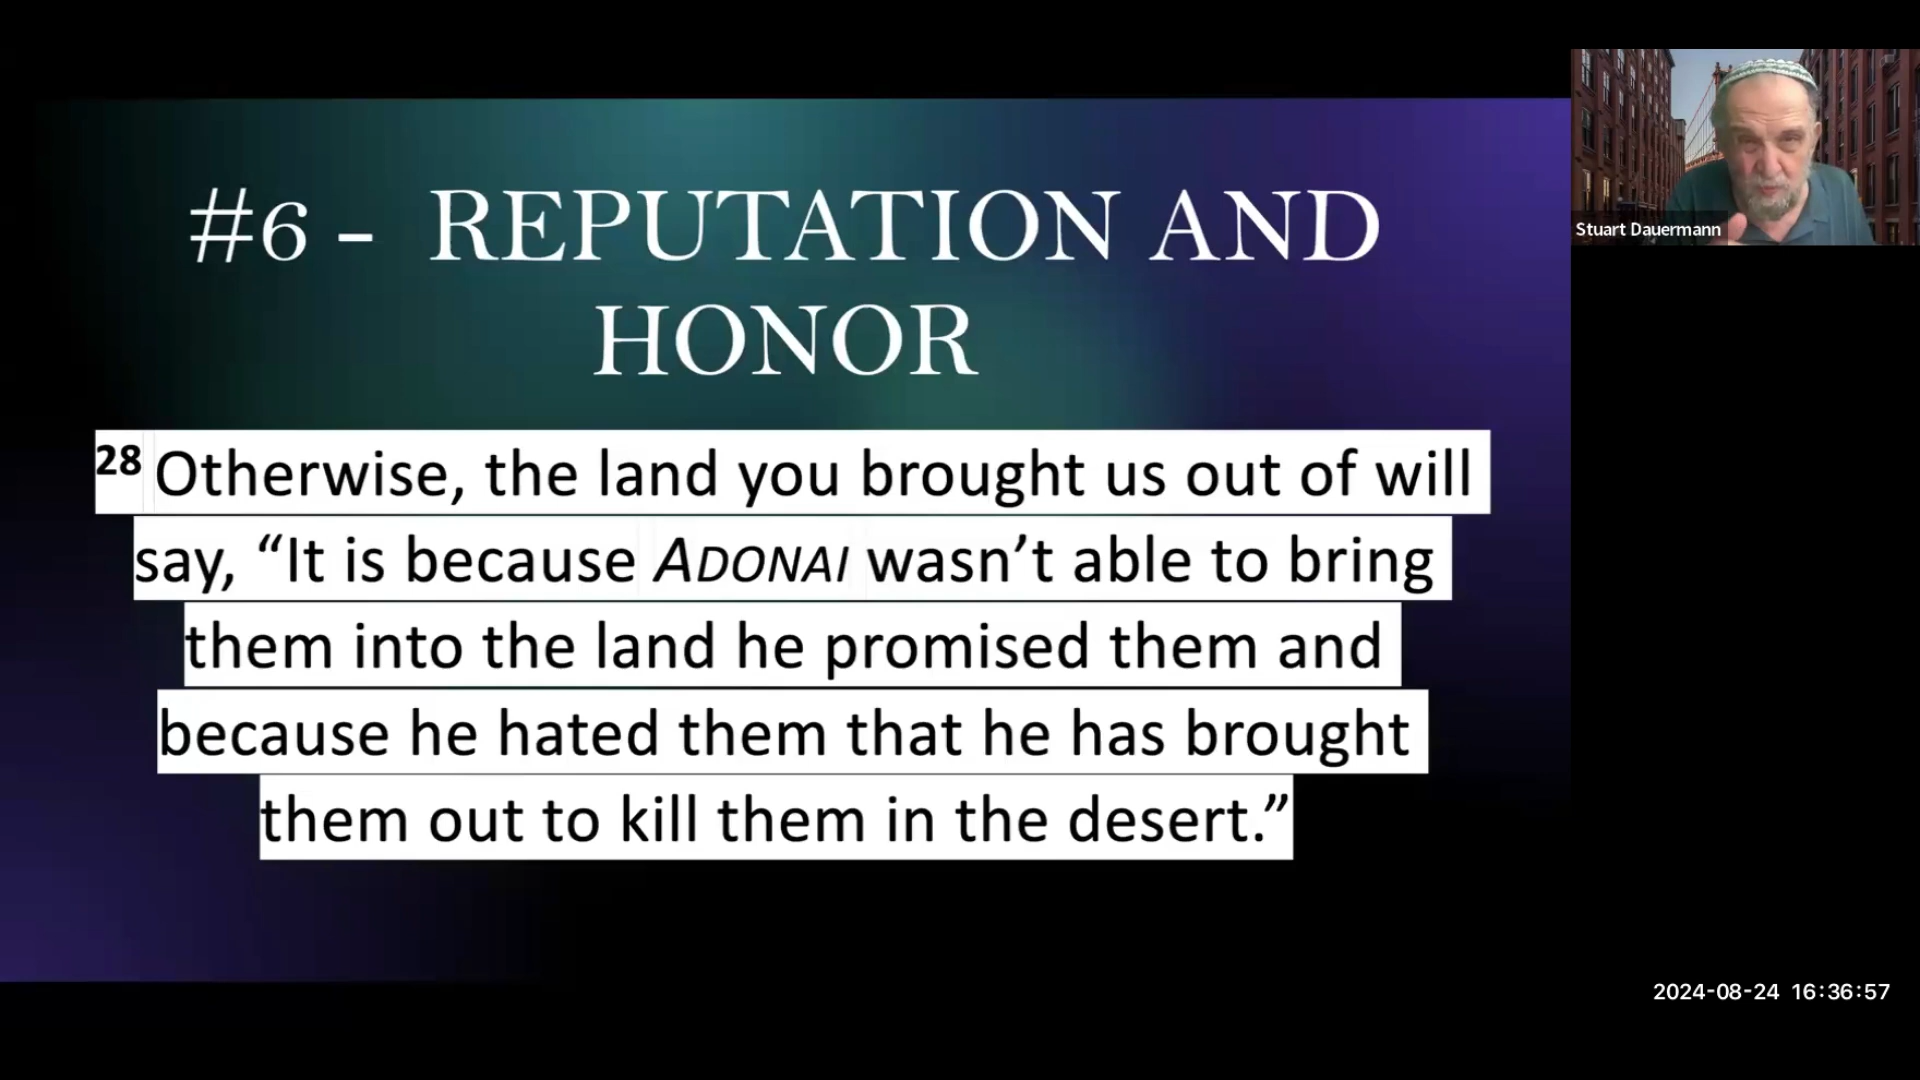 #6 - REPUTATION AND
HONOR
28 Otherwise, the land you brought us out of will
say, “It is because ADONAI wasn’t able to bring
them into the land he promised them and
because he hated them that he has brought
them out to kill them in the desert.”
Stuart Dauermann
2024-08-24 16:36:57